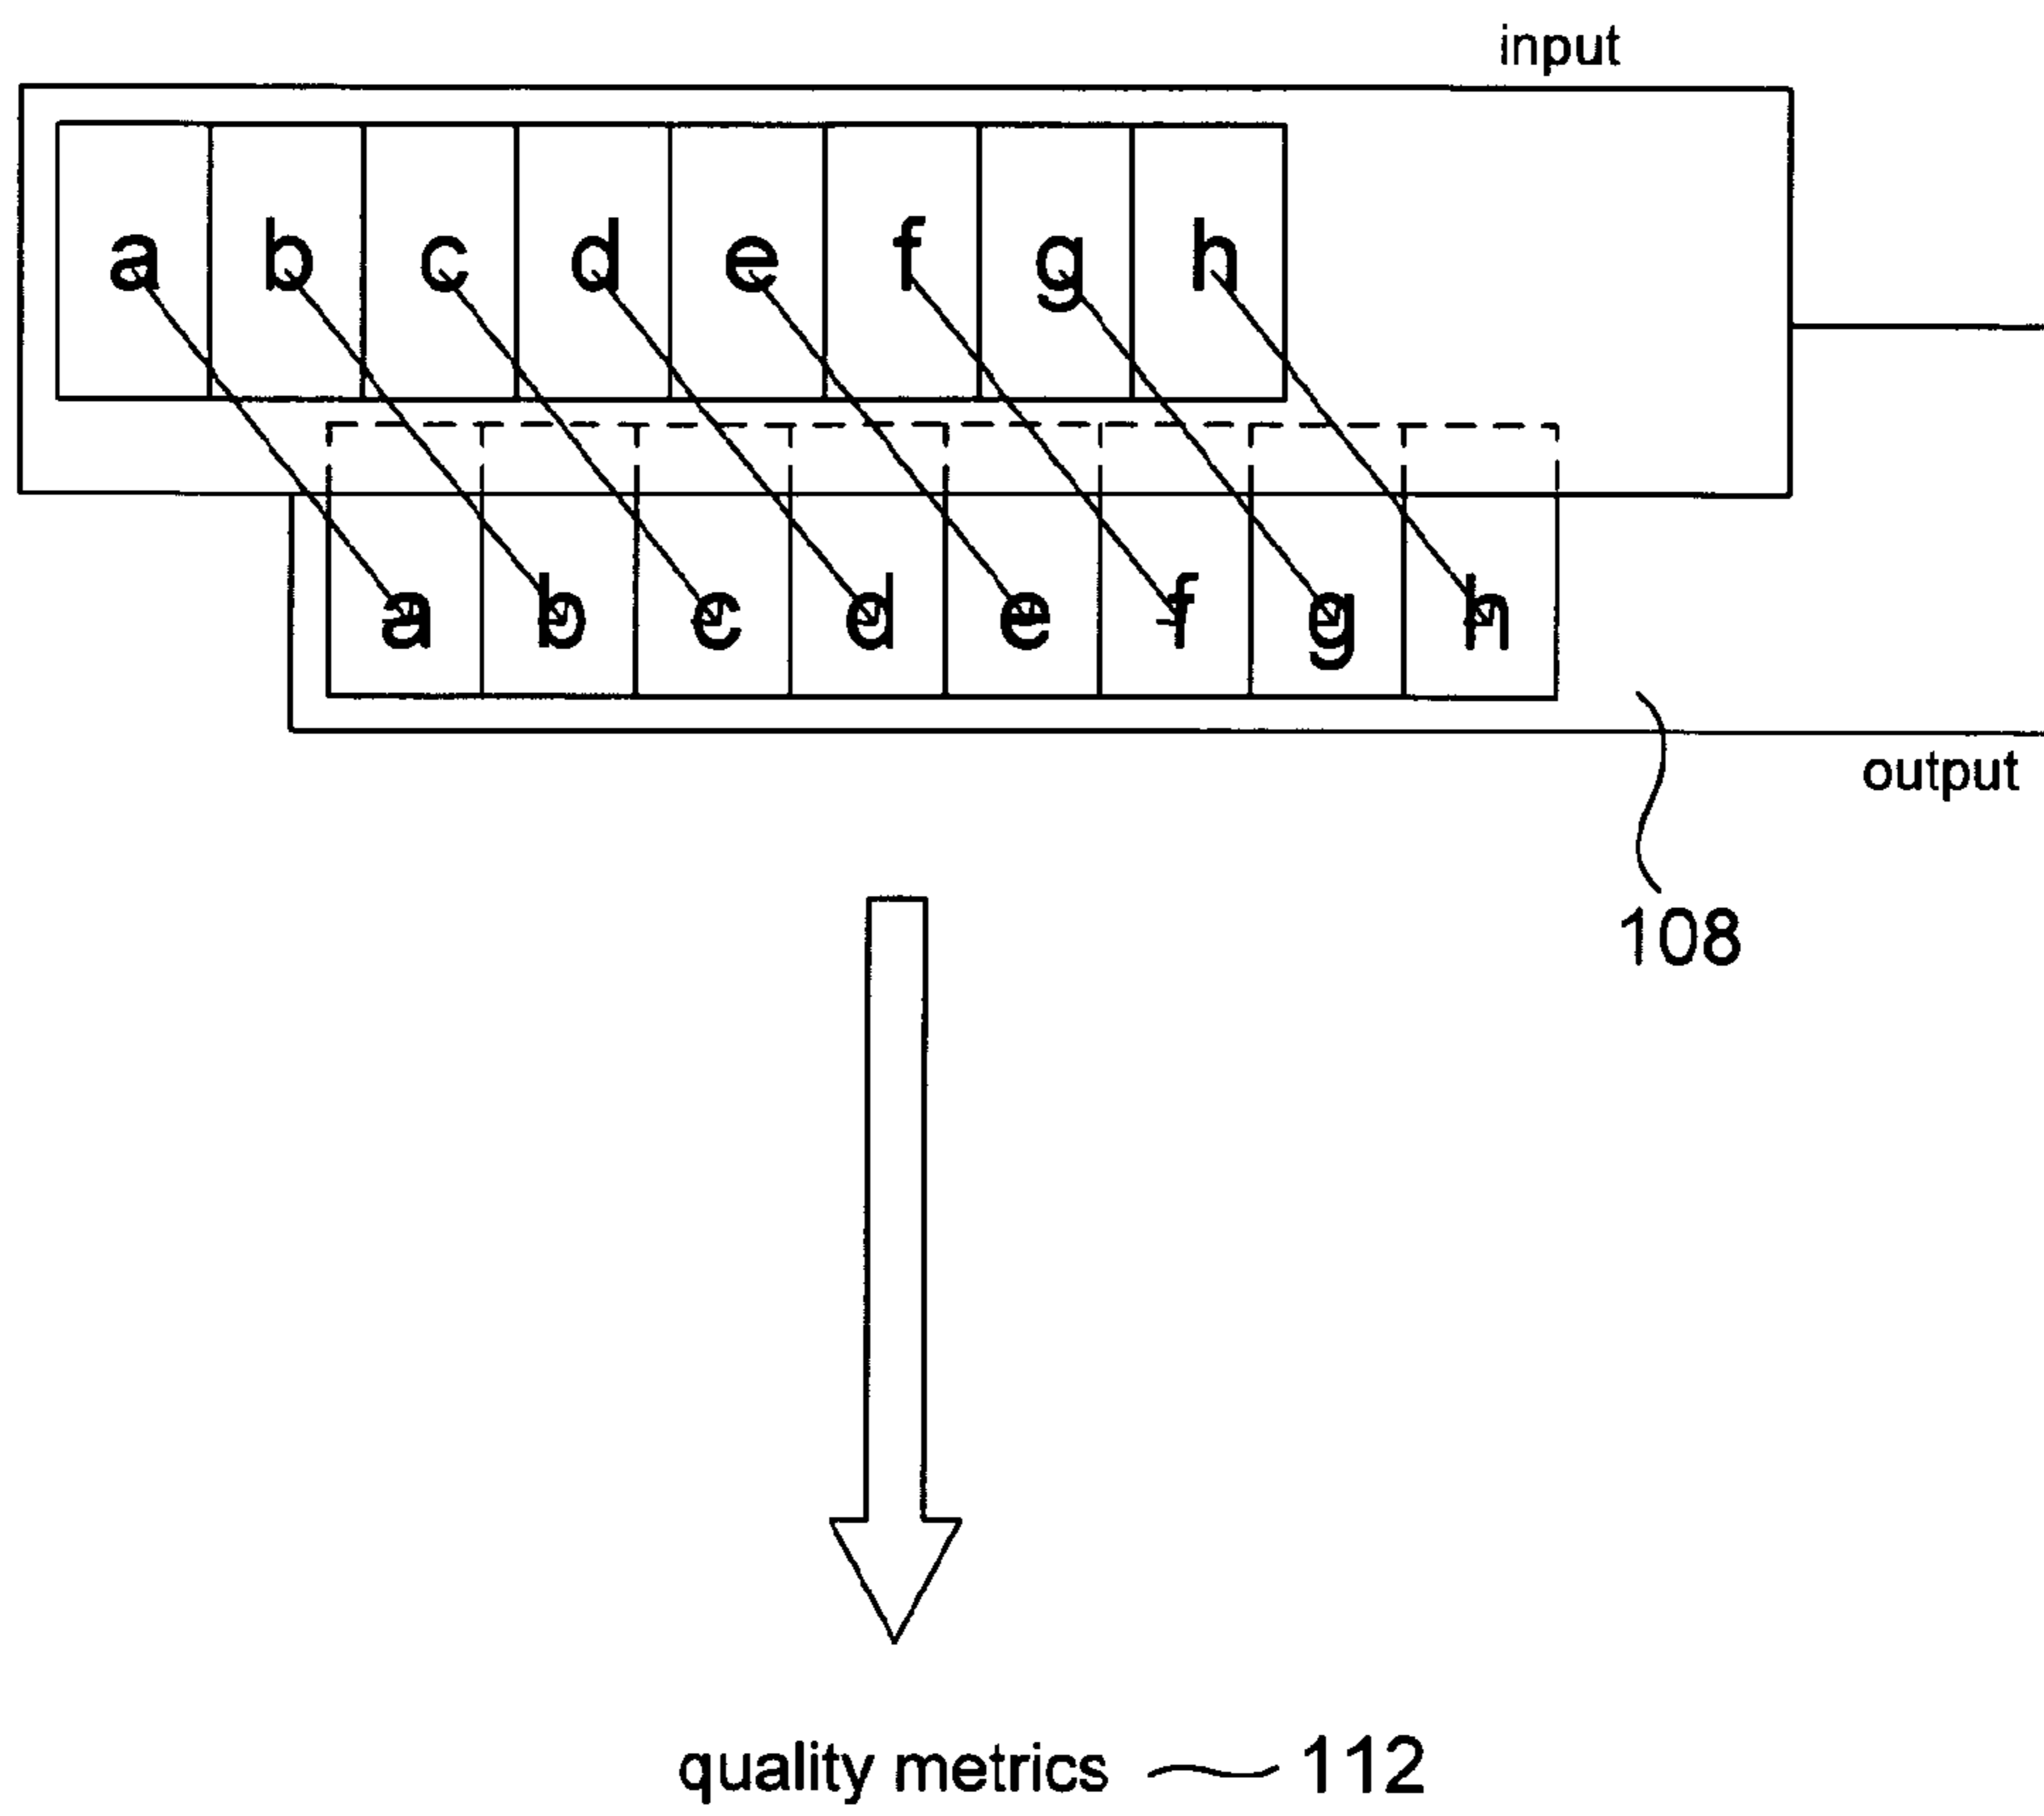 input
a b c d e f g h
a b c d e f g h
output
108
quality metrics 112